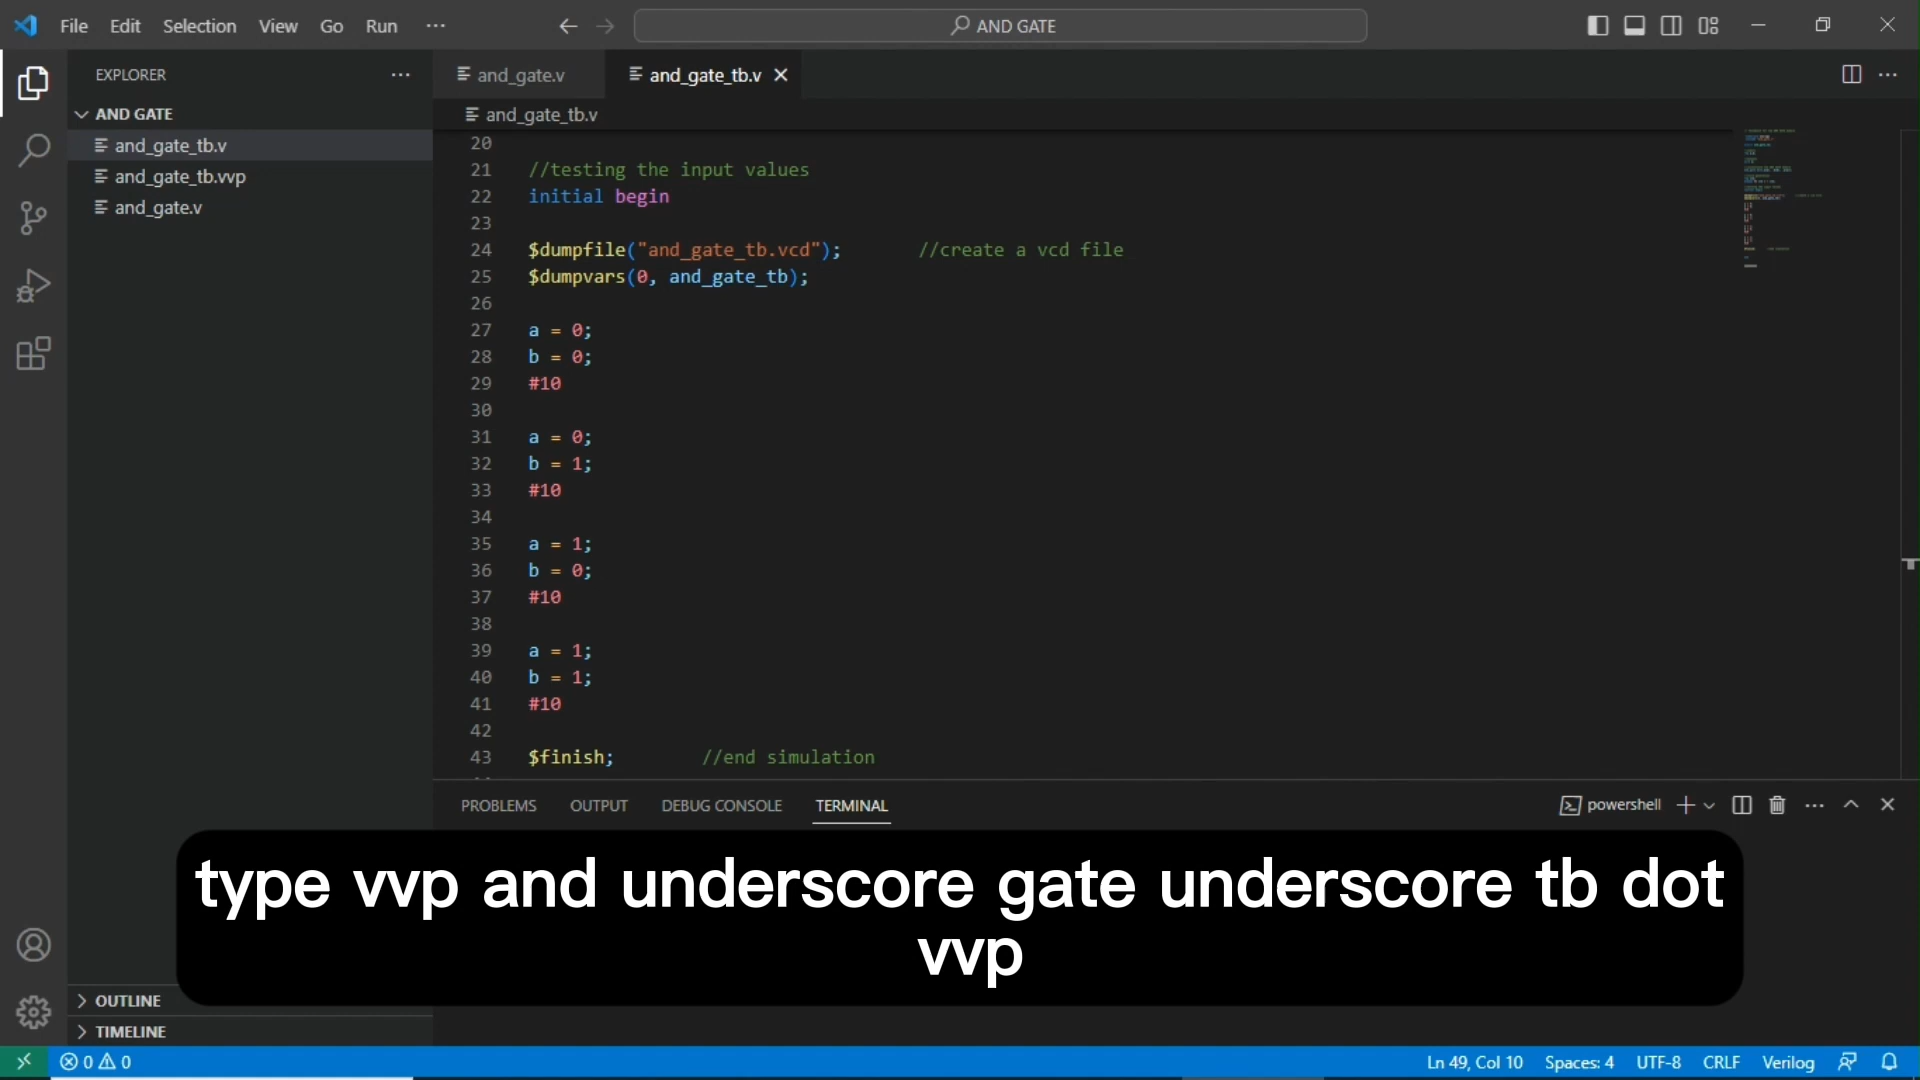 File Edit Selection View Go Run ···
AND GATE
EXPLORER
AND GATE
and_gate_tb.v
and_gate_tb.vvp
and_gate.v
OUTLINE
TIMELINE
and_gate.v
and_gate_tb.v
and_gate_tb.v
20
21 //testing the input values
22 initial begin
23
24 $dumpfile("and_gate_tb.vcd"); //create a vcd file
25 $dumpvars(0, and_gate_tb);
26
27 a = 0;
28 b = 0;
29 #10
30
31 a = 0;
32 b = 1;
33 #10
34
35 a = 1;
36 b = 0;
37 #10
38
39 a = 1;
40 b = 1;
41 #10
42
43 $finish; //end simulation
PROBLEMS OUTPUT DEBUG CONSOLE TERMINAL
powershell
type vvp and underscore gate underscore tb dot
vvp
0 0
Ln 49, Col 10 Spaces: 4 UTF-8 CRLF Verilog